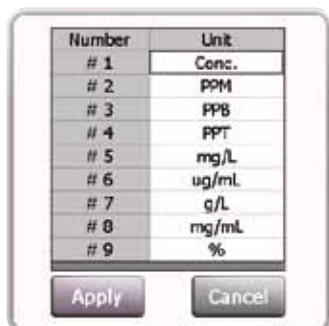 Number Unit
# 1 Conc.
# 2 PPM
# 3 PPB
# 4 PPT
# 5 mg/L
# 6 ug/mL
# 7 g/L
# 8 mg/mL
# 9 %
Apply Cancel